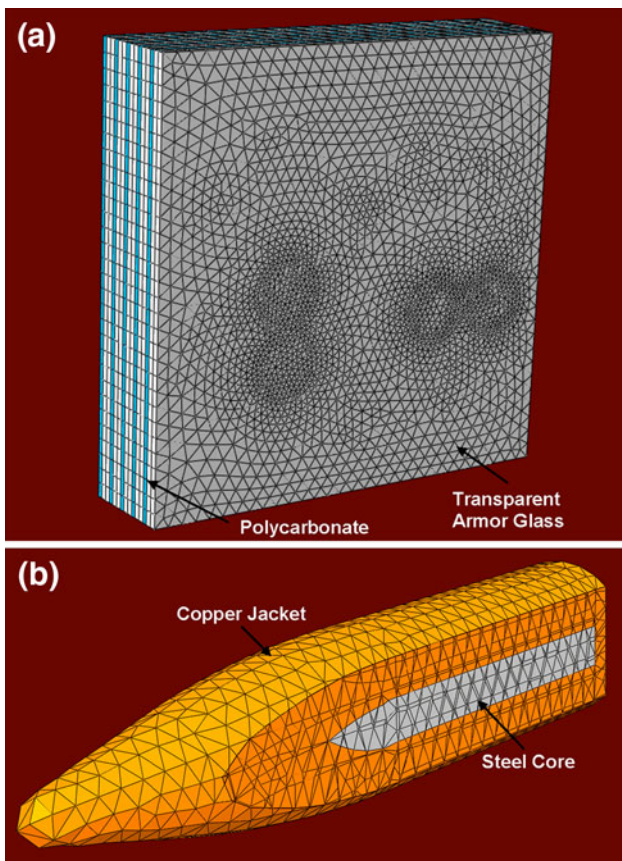 (a)
Polycarbonate
Transparent
Armor Glass
(b)
Copper Jacket
Steel Core